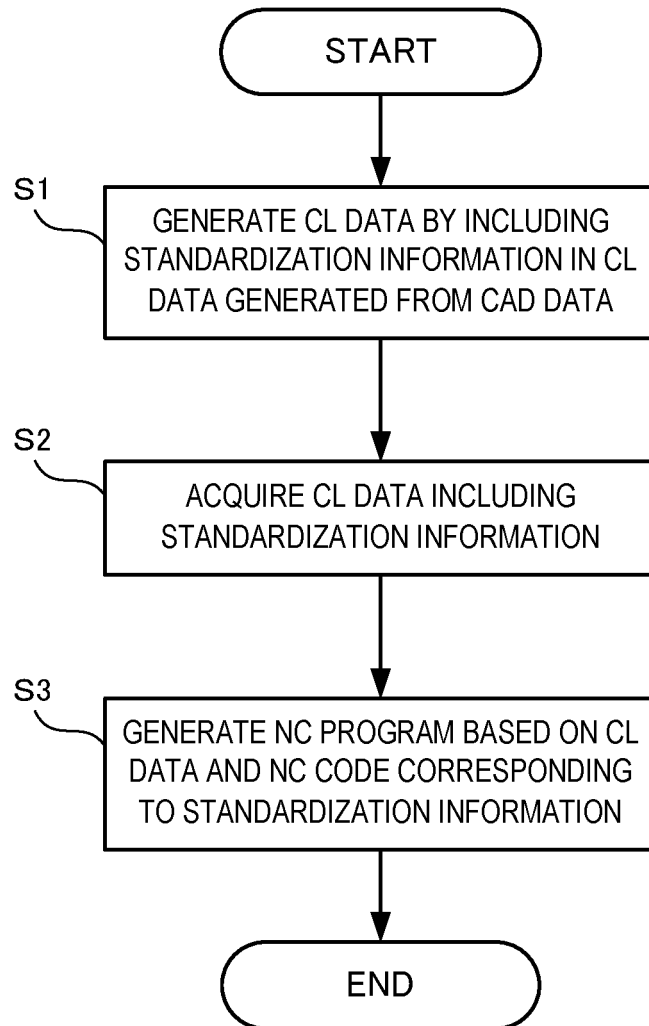 START
S1
GENERATE CL DATA BY INCLUDING
STANDARDIZATION INFORMATION IN CL
DATA GENERATED FROM CAD DATA
S2
ACQUIRE CL DATA INCLUDING
STANDARDIZATION INFORMATION
S3
GENERATE NC PROGRAM BASED ON CL
DATA AND NC CODE CORRESPONDING
TO STANDARDIZATION INFORMATION
END